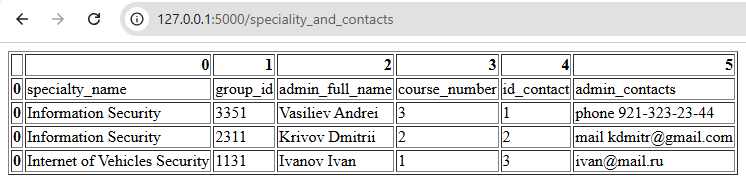 127.0.0.1:5000/speciality_and_contacts
0 1 2 3 4 5
0 specialty_name group_id admin_full_name course_number id_contact admin_contacts
0 Information Security 3351 Vasiliev Andrei 3 1 phone 921-323-23-44
0 Information Security 2311 Krivov Dmitrii 2 2 mail kdmitr@gmail.com
0 Internet of Vehicles Security 1131 Ivanov Ivan 1 3 ivan@mail.ru